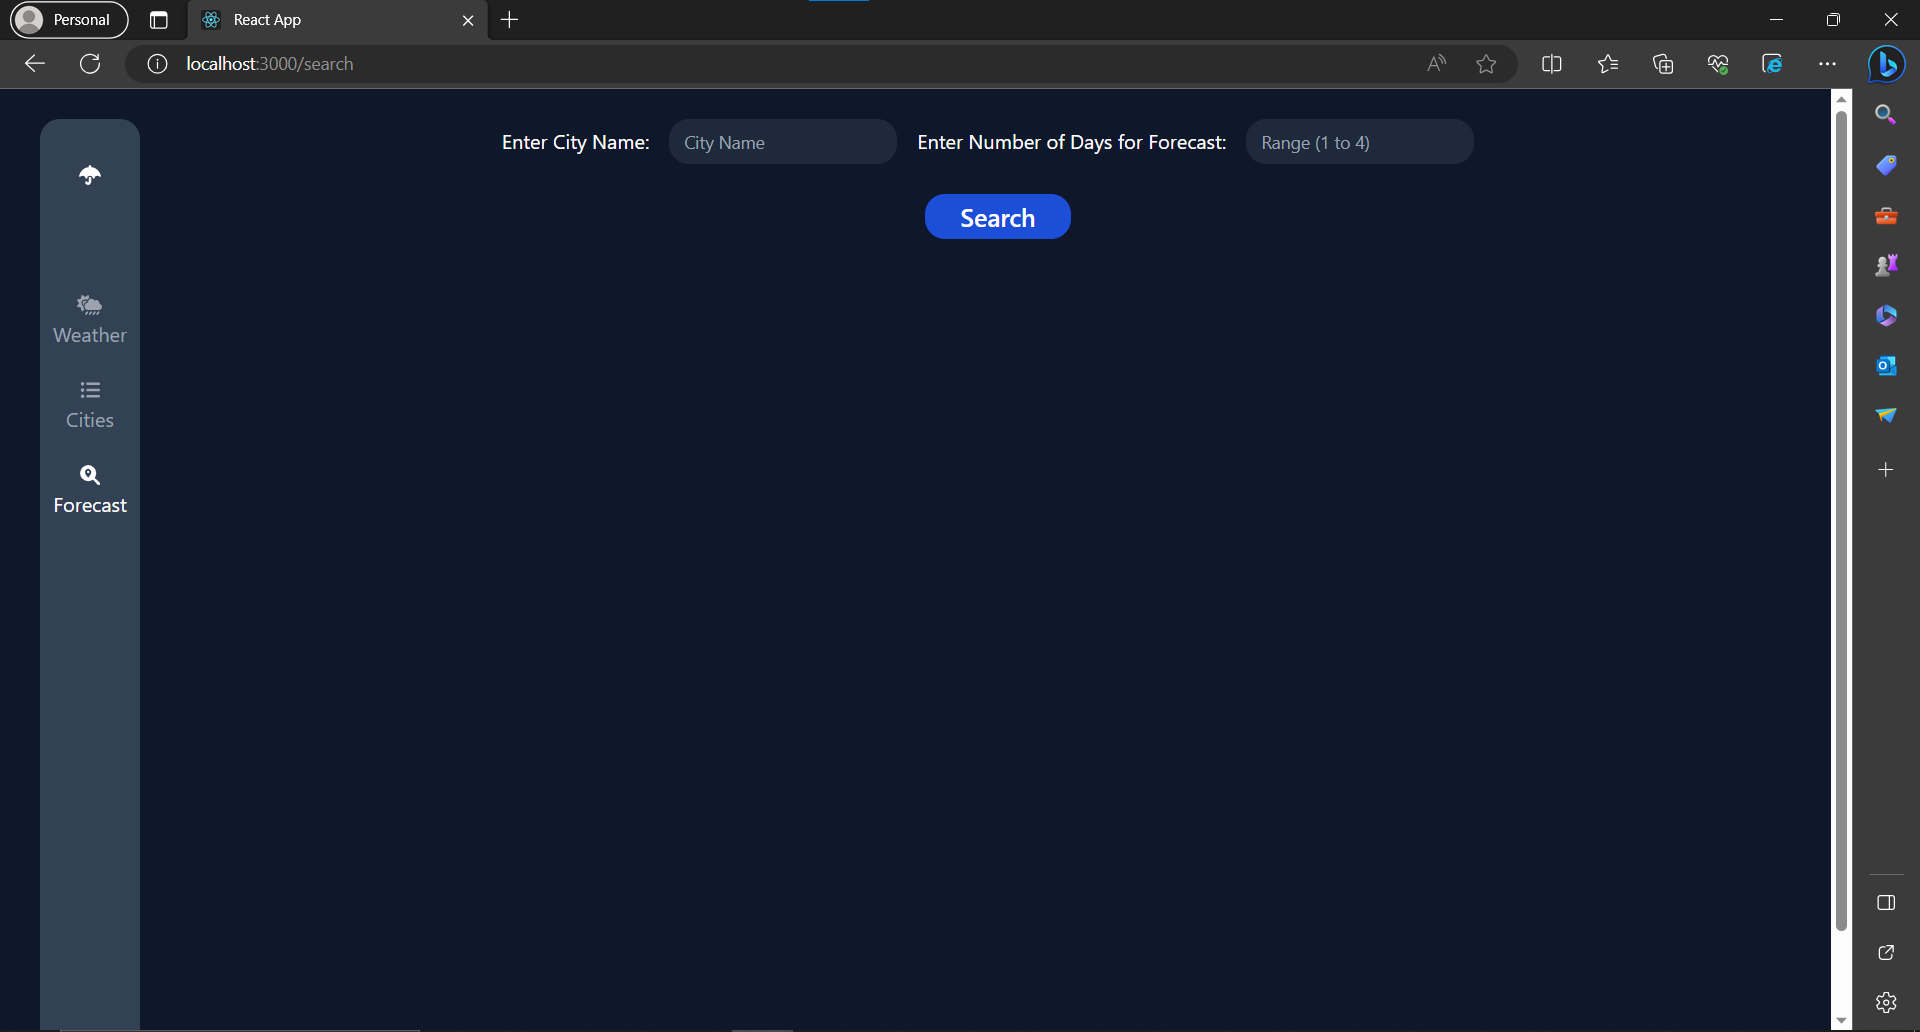 Personal
React App
localhost:3000/search
Enter City Name: City Name Enter Number of Days for Forecast: Range (1 to 4)
Search
Weather
Cities
Forecast